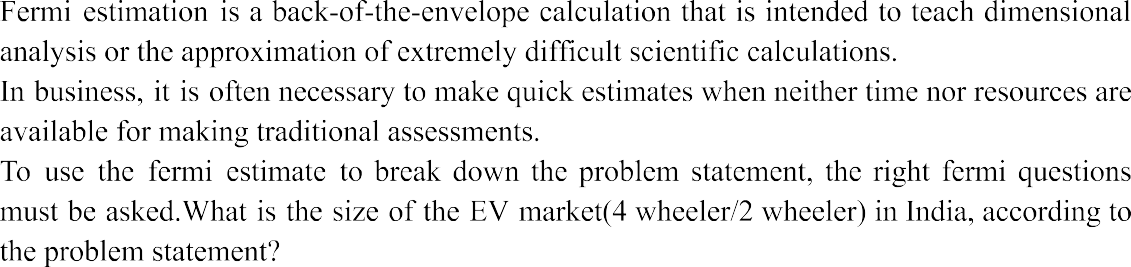 Fermi estimation is a back-of-the-envelope calculation that is intended to teach dimensional
analysis or the approximation of extremely difficult scientific calculations.
In business, it is often necessary to make quick estimates when neither time nor resources are
available for making traditional assessments.
To use the fermi estimate to break down the problem statement, the right fermi questions
must be asked.What is the size of the EV market(4 wheeler/2 wheeler) in India, according to
the problem statement?